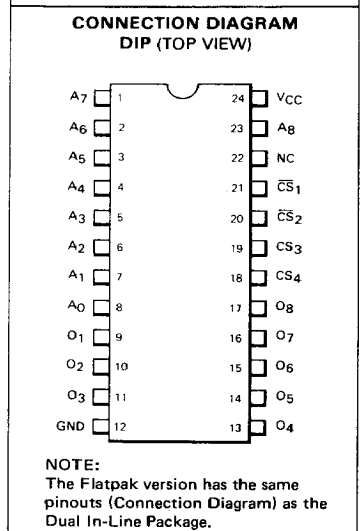 CONNECTION DIAGRAM
DIP (TOP VIEW)
A7 1 24 VCC
A6 2 23 A8
A5 3 22 NC
A4 4 21 C̅S̅1
A3 5 20 C̅S̅2
A2 6 19 CS3
A1 7 18 CS4
A0 8 17 O8
O1 9 16 O7
O2 10 15 O6
O3 11 14 O5
GND 12 13 O4
NOTE:
The Flatpak version has the same
pinouts (Connection Diagram) as the
Dual In-Line Package.